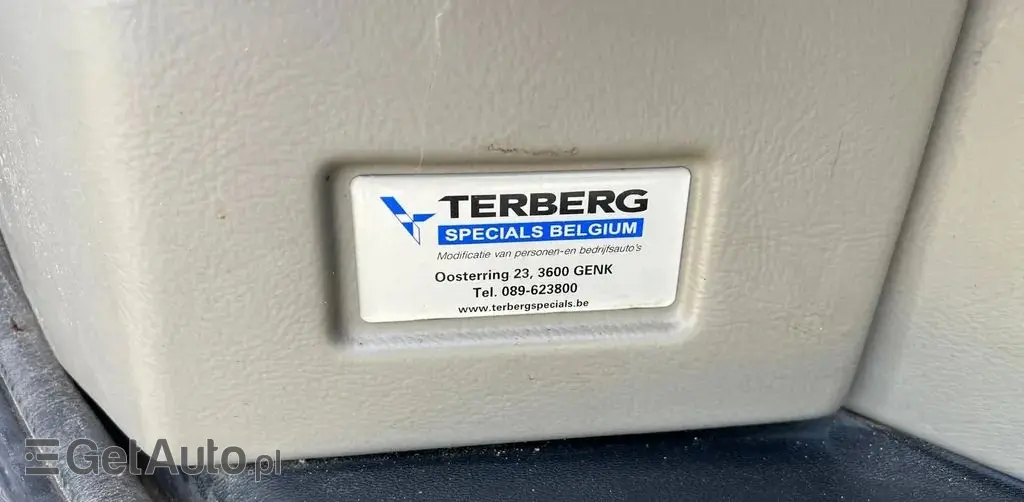 TERBERG
SPECIALS BELGIUM
Modificatie van personen-en bedrijfsauto's
Oosterring 23, 3600 GENK
Tel. 089-623800
www.terbergspecials.be
GetAuto.pl